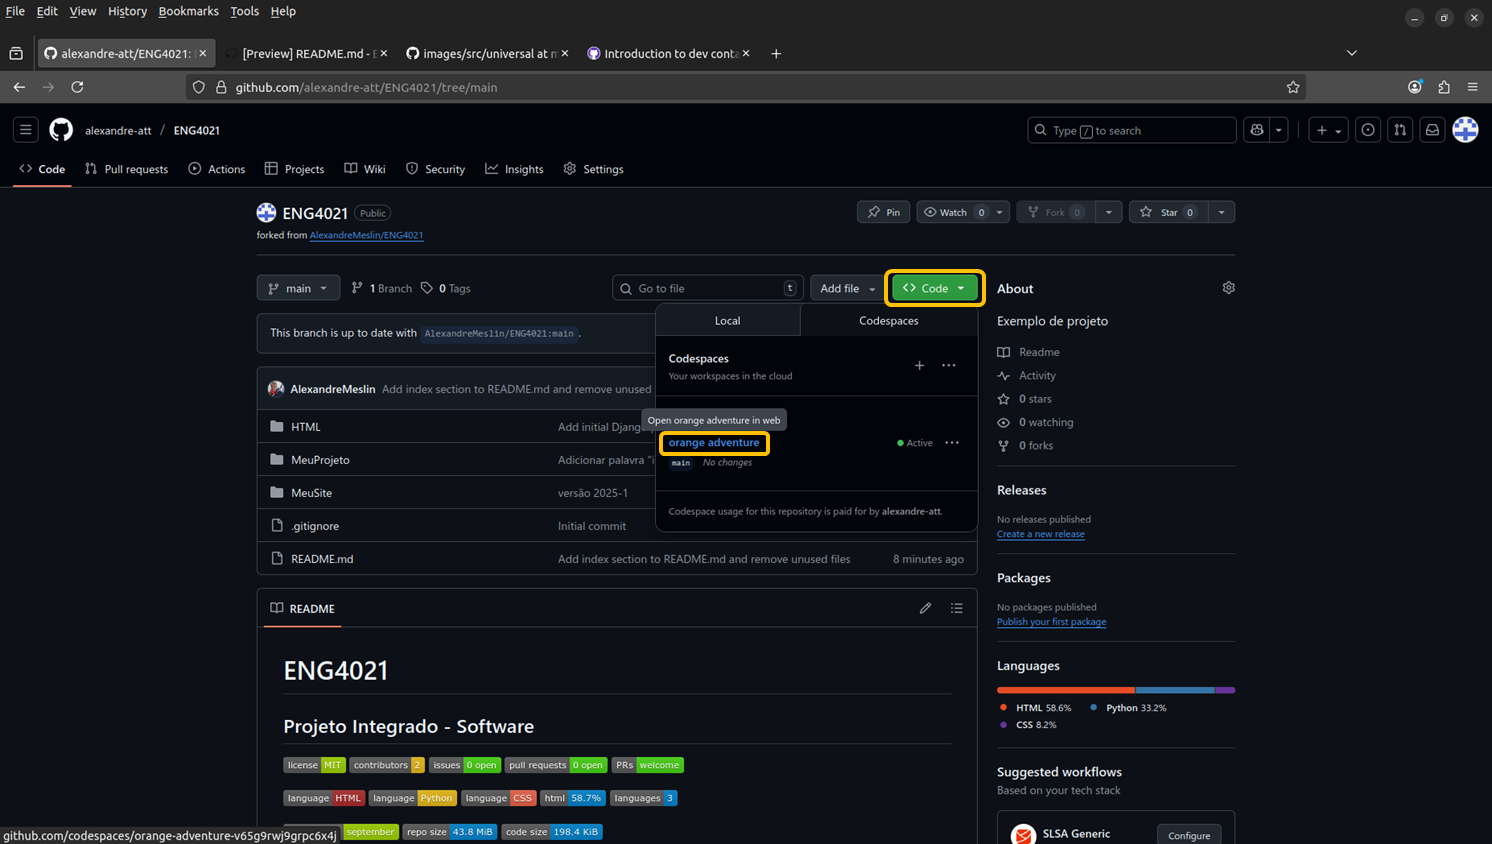 File Edit View History Bookmarks Tools Help
alexandre-att/ENG4021:
[Preview] README.md - E
images/src/universal at m
Introduction to dev conta
github.com/alexandre-att/ENG4021/tree/main
alexandre-att / ENG4021
Type / to search
Code Pull requests Actions Projects Wiki Security Insights Settings
ENG4021 Public
Pin Watch 0 Fork 0 Star 0
forked from AlexandreMeslin/ENG4021
main 1 Branch 0 Tags Go to file t Add file Code
About
This branch is up to date with AlexandreMeslin/ENG4021:main .
Local Codespaces
Exemplo de projeto
Codespaces
Your workspaces in the cloud
Readme
Activity
0 stars
0 watching
0 forks
AlexandreMeslin Add index section to README.md and remove unused
Open orange adventure in web
orange adventure Active
main No changes
Codespace usage for this repository is paid for by alexandre-att.
HTML Add initial Django
MeuProjeto Adicionar palavra "i
MeuSite versão 2025-1
.gitignore Initial commit
README.md Add index section to README.md and remove unused files 8 minutes ago
Releases
No releases published
Create a new release
Packages
No packages published
Publish your first package
README
ENG4021
Projeto Integrado - Software
license MIT contributors 2 issues 0 open pull requests 0 open PRs welcome
language HTML language Python language CSS html 58.7% languages 3
september repo size 43.8 MiB code size 198.4 KiB
Languages
HTML 58.6% Python 33.2%
CSS 8.2%
Suggested workflows
Based on your tech stack
SLSA Generic Configure
github.com/codespaces/orange-adventure-v65g9rwj9grpc6x4j